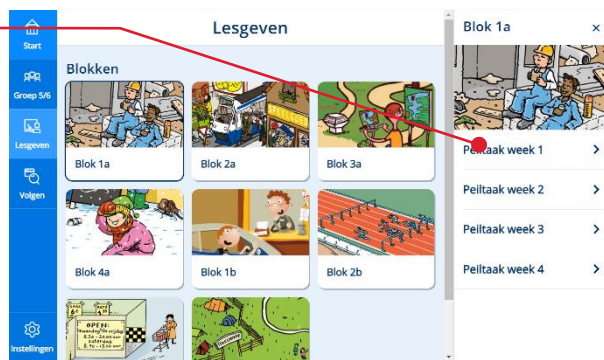 Start
Groep 5/6
Lesgeven
Volgen
Instellingen
Lesgeven
Blokken
SPEELGOED
Blok 1a
Blok 2a
Blok 3a
Blok 4a
Blok 1b
Blok 2b
OPEN:
Blok 1a
×
Peiltaak week 1
Peiltaak week 2
Peiltaak week 3
Peiltaak week 4